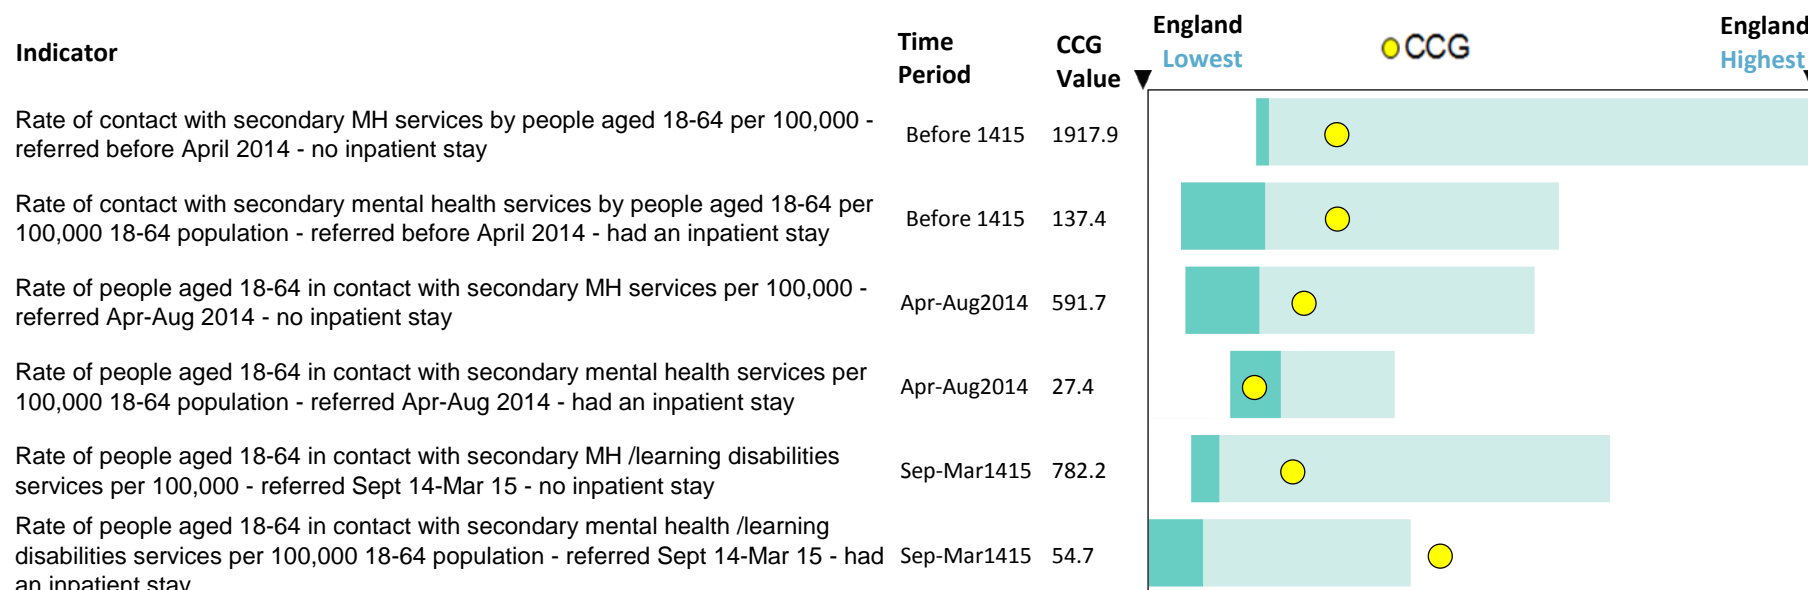 Indicator
Time
Period
CCG
Value
England
Lowest
CCG
England
Highest
Rate of contact with secondary MH services by people aged 18-64 per 100,000 -
referred before April 2014 - no inpatient stay
Before 1415
1917.9
Rate of contact with secondary mental health services by people aged 18-64 per
100,000 18-64 population - referred before April 2014 - had an inpatient stay
Before 1415
137.4
Rate of people aged 18-64 in contact with secondary MH services per 100,000 -
referred Apr-Aug 2014 - no inpatient stay
Apr-Aug2014
591.7
Rate of people aged 18-64 in contact with secondary mental health services per
100,000 18-64 population - referred Apr-Aug 2014 - had an inpatient stay
Apr-Aug2014
27.4
Rate of people aged 18-64 in contact with secondary MH /learning disabilities
services per 100,000 - referred Sept 14-Mar 15 - no inpatient stay
Sep-Mar1415
782.2
Rate of people aged 18-64 in contact with secondary mental health /learning
disabilities services per 100,000 18-64 population - referred Sept 14-Mar 15 - had
an inpatient stay
Sep-Mar1415
54.7